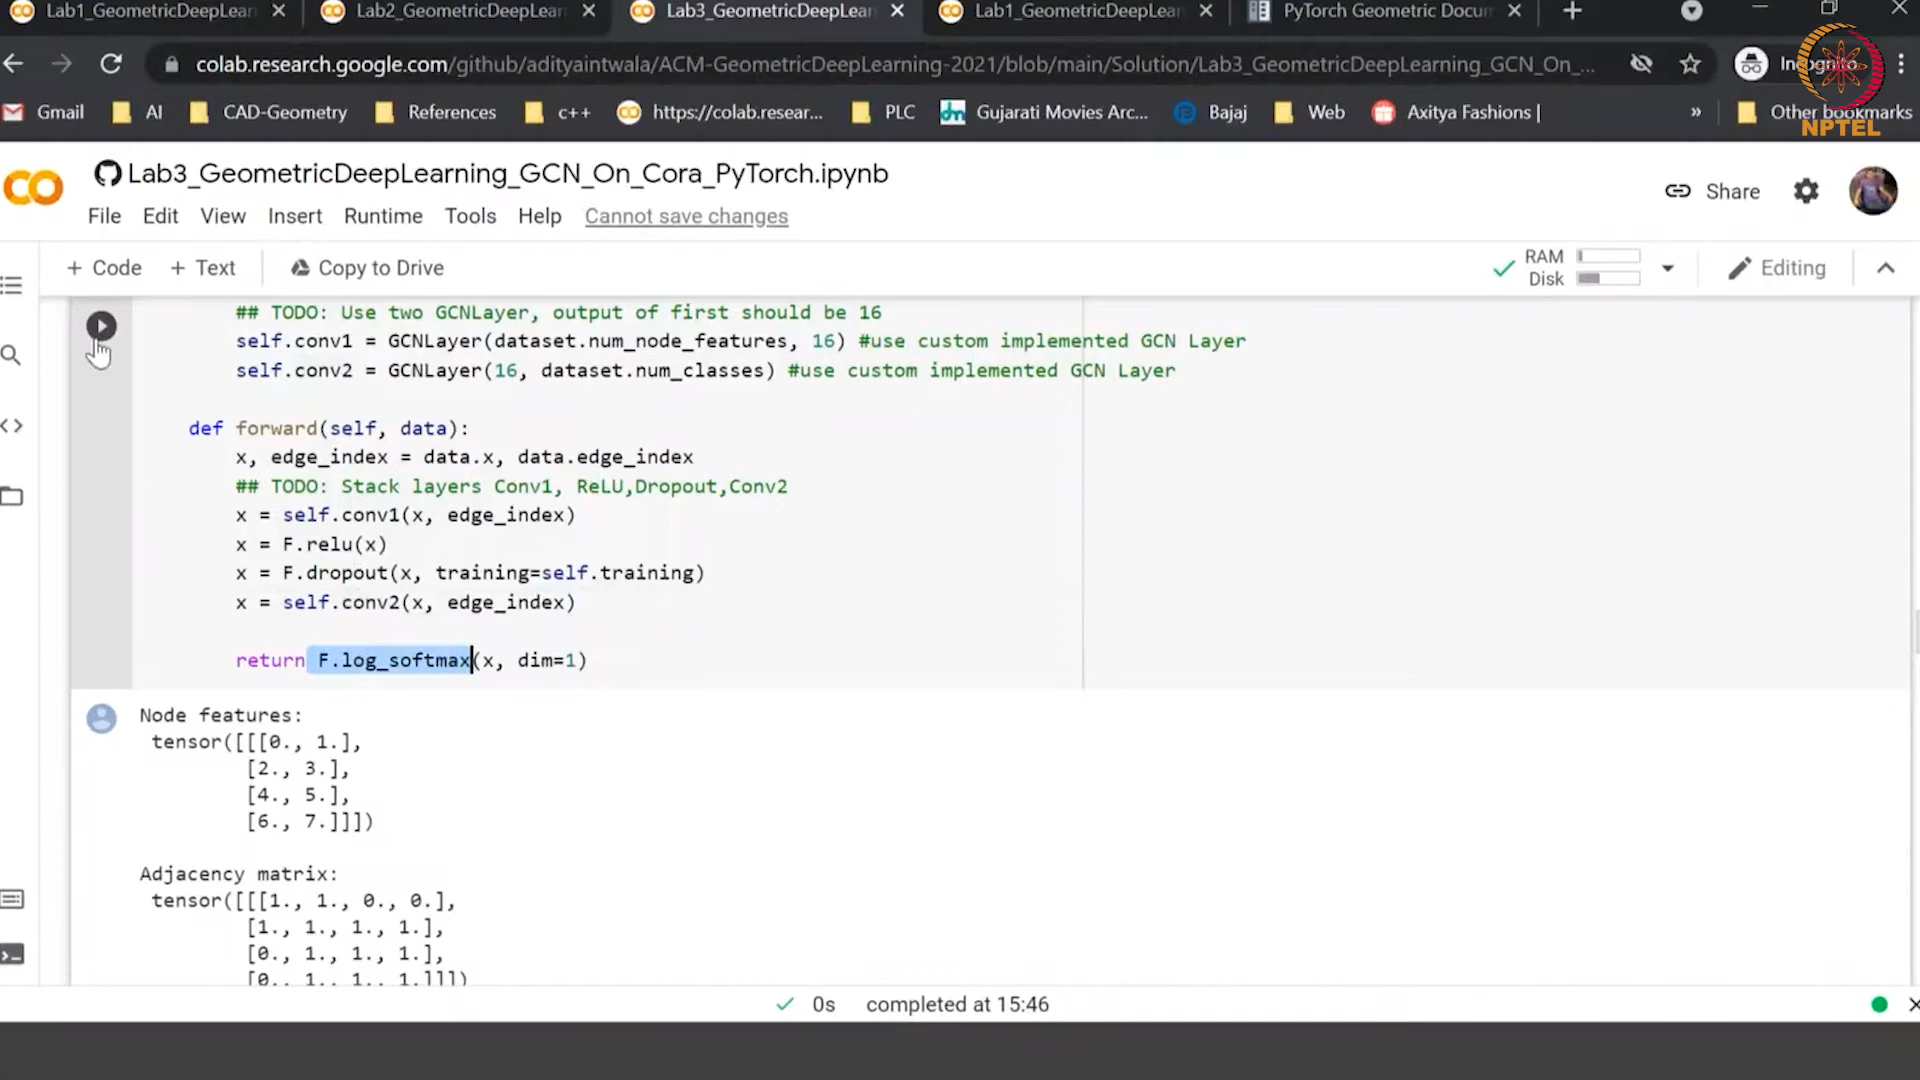 Lab1_GeometricDeepLearn
Lab2_GeometricDeepLear
Lab3_GeometricDeepLearn
Lab1_GeometricDeepLear
PyTorch Geometric Docu
colab.research.google.com/github/adityaintwala/ACM-GeometricDeepLearning-2021/blob/main/Solution/Lab3_GeometricDeepLearning_GCN_On_...
NPTEL
Gmail
AI
CAD-Geometry
References
c++
https://colab.resear...
PLC
Gujarati Movies Arc...
Bajaj
Web
Axitya Fashions |
»
Other bookmarks
Lab3_GeometricDeepLearning_GCN_On_Cora_PyTorch.ipynb
Share
File Edit View Insert Runtime Tools Help Cannot save changes
+ Code + Text Copy to Drive
RAM
Disk
Editing
## TODO: Use two GCNLayer, output of first should be 16
self.conv1 = GCNLayer(dataset.num_node_features, 16) #use custom implemented GCN Layer
self.conv2 = GCNLayer(16, dataset.num_classes) #use custom implemented GCN Layer
def forward(self, data):
x, edge_index = data.x, data.edge_index
## TODO: Stack layers Conv1, ReLU,Dropout,Conv2
x = self.conv1(x, edge_index)
x = F.relu(x)
x = F.dropout(x, training=self.training)
x = self.conv2(x, edge_index)
return F.log_softmax(x, dim=1)
Node features:
tensor([[[0., 1.],
[2., 3.],
[4., 5.],
[6., 7.]]])
Adjacency matrix:
tensor([[[1., 1., 0., 0.],
[1., 1., 1., 1.],
[0., 1., 1., 1.],
[0., 1., 1., 1.]]])
0s completed at 15:46